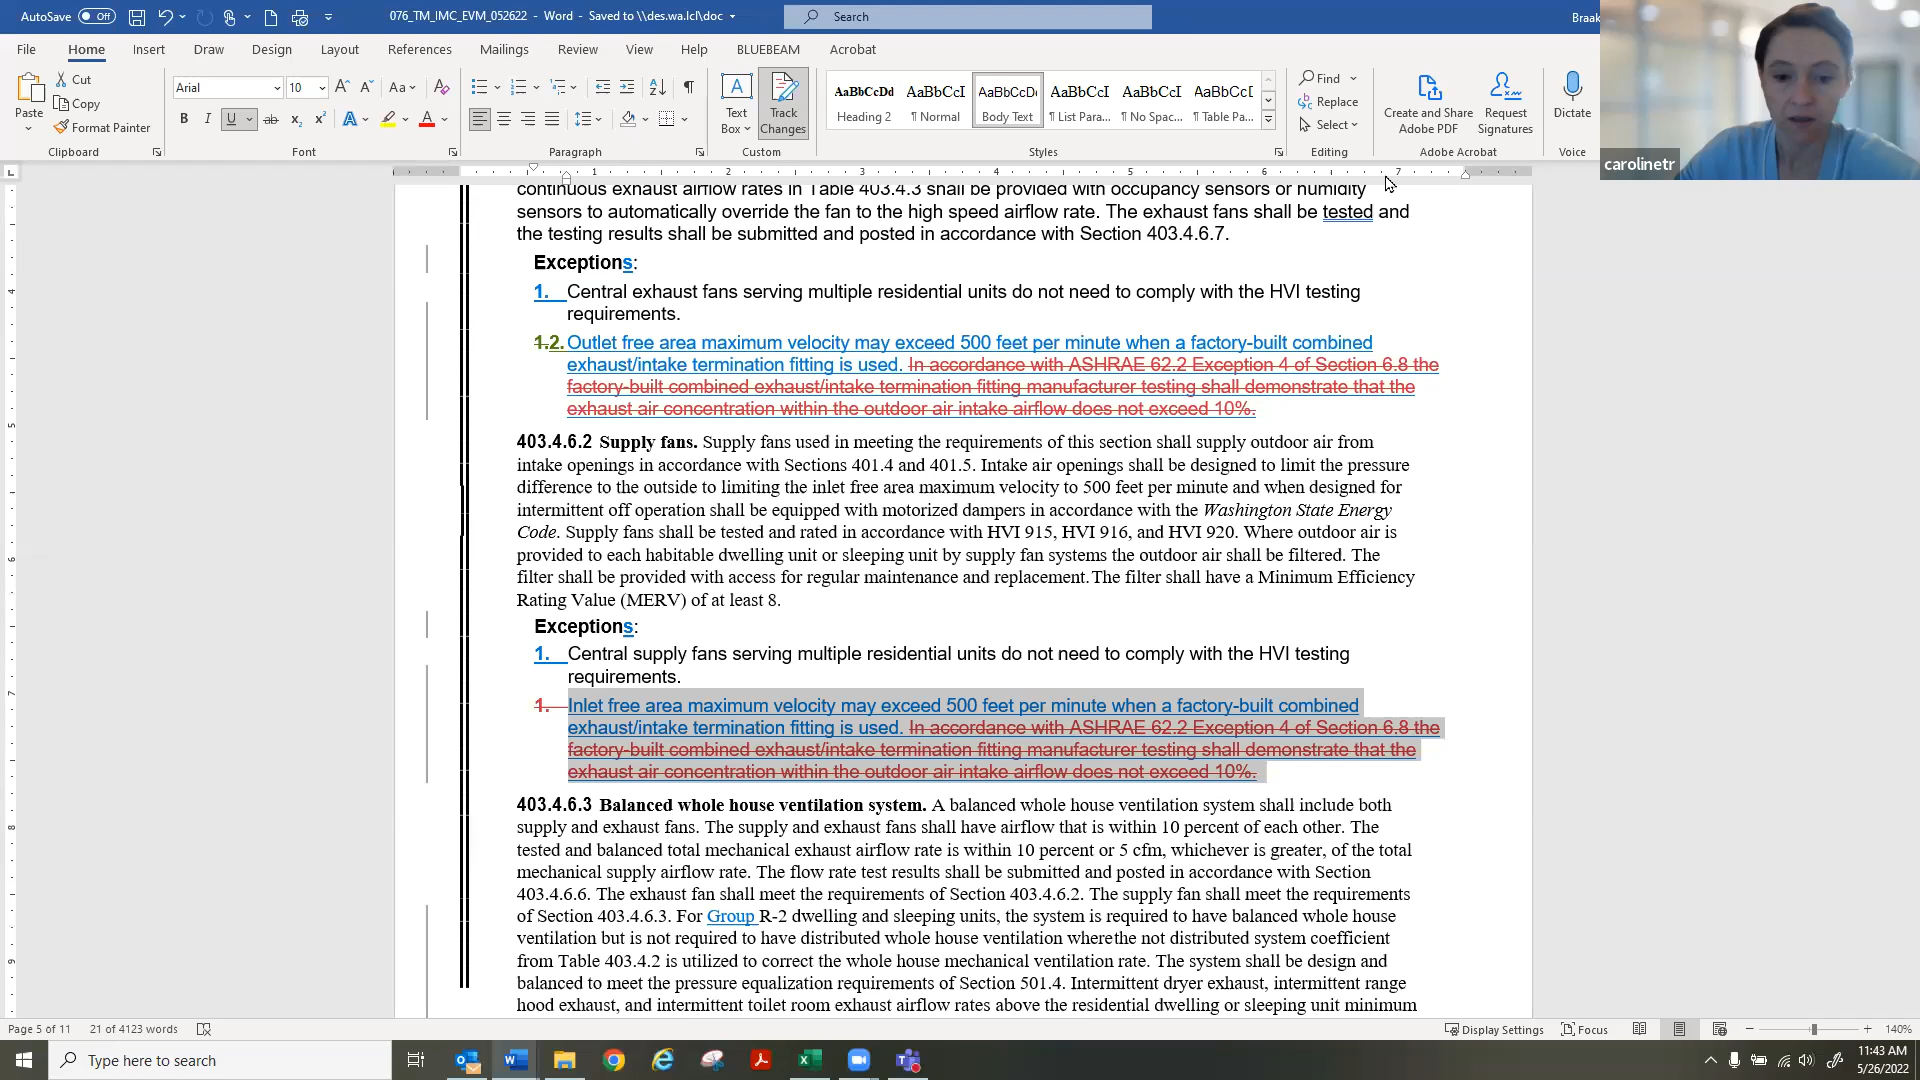 AutoSave Off 076_TM_IMC_EVM_052622 - Word - Saved to \\des.wa.lcl\doc Search Braak
File Home Insert Draw Design Layout References Mailings Review View Help BLUEBEAM Acrobat
Paste Cut Copy Format Painter Clipboard
Arial 10 Font
Paragraph
Text Box Track Changes Custom
AaBbCcDd Heading 2 AaBbCcI ¶ Normal AaBbCcDc Body Text AaBbCcI ¶ List Para... AaBbCcI ¶ No Spac... AaBbCcI ¶ Table Pa... Styles
Find Replace Select Editing
Create and Share Adobe PDF Request Signatures Adobe Acrobat
Dictate Voice
carolinetr
1 2 3 4 5 6 7
continuous exhaust airflow rates in Table 403.4.3 shall be provided with occupancy sensors or humidity
sensors to automatically override the fan to the high speed airflow rate. The exhaust fans shall be tested and
the testing results shall be submitted and posted in accordance with Section 403.4.6.7.
Exceptions:
1. Central exhaust fans serving multiple residential units do not need to comply with the HVI testing
requirements.
1.2. Outlet free area maximum velocity may exceed 500 feet per minute when a factory-built combined
exhaust/intake termination fitting is used. In accordance with ASHRAE 62.2 Exception 4 of Section 6.8 the
factory-built combined exhaust/intake termination fitting manufacturer testing shall demonstrate that the
exhaust air concentration within the outdoor air intake airflow does not exceed 10%.
403.4.6.2 Supply fans. Supply fans used in meeting the requirements of this section shall supply outdoor air from
intake openings in accordance with Sections 401.4 and 401.5. Intake air openings shall be designed to limit the pressure
difference to the outside to limiting the inlet free area maximum velocity to 500 feet per minute and when designed for
intermittent off operation shall be equipped with motorized dampers in accordance with the Washington State Energy
Code. Supply fans shall be tested and rated in accordance with HVI 915, HVI 916, and HVI 920. Where outdoor air is
provided to each habitable dwelling unit or sleeping unit by supply fan systems the outdoor air shall be filtered. The
filter shall be provided with access for regular maintenance and replacement. The filter shall have a Minimum Efficiency
Rating Value (MERV) of at least 8.
Exceptions:
1. Central supply fans serving multiple residential units do not need to comply with the HVI testing
requirements.
1. Inlet free area maximum velocity may exceed 500 feet per minute when a factory-built combined
exhaust/intake termination fitting is used. In accordance with ASHRAE 62.2 Exception 4 of Section 6.8 the
factory-built combined exhaust/intake termination fitting manufacturer testing shall demonstrate that the
exhaust air concentration within the outdoor air intake airflow does not exceed 10%.
403.4.6.3 Balanced whole house ventilation system. A balanced whole house ventilation system shall include both
supply and exhaust fans. The supply and exhaust fans shall have airflow that is within 10 percent of each other. The
tested and balanced total mechanical exhaust airflow rate is within 10 percent or 5 cfm, whichever is greater, of the total
mechanical supply airflow rate. The flow rate test results shall be submitted and posted in accordance with Section
403.4.6.6. The exhaust fan shall meet the requirements of Section 403.4.6.2. The supply fan shall meet the requirements
of Section 403.4.6.3. For Group R-2 dwelling and sleeping units, the system is required to have balanced whole house
ventilation but is not required to have distributed whole house ventilation wherethe not distributed system coefficient
from Table 403.4.2 is utilized to correct the whole house mechanical ventilation rate. The system shall be design and
balanced to meet the pressure equalization requirements of Section 501.4. Intermittent dryer exhaust, intermittent range
hood exhaust, and intermittent toilet room exhaust airflow rates above the residential dwelling or sleeping unit minimum
Page 5 of 11 21 of 4123 words Display Settings Focus 140%
Type here to search 11:43 AM
5/26/2022